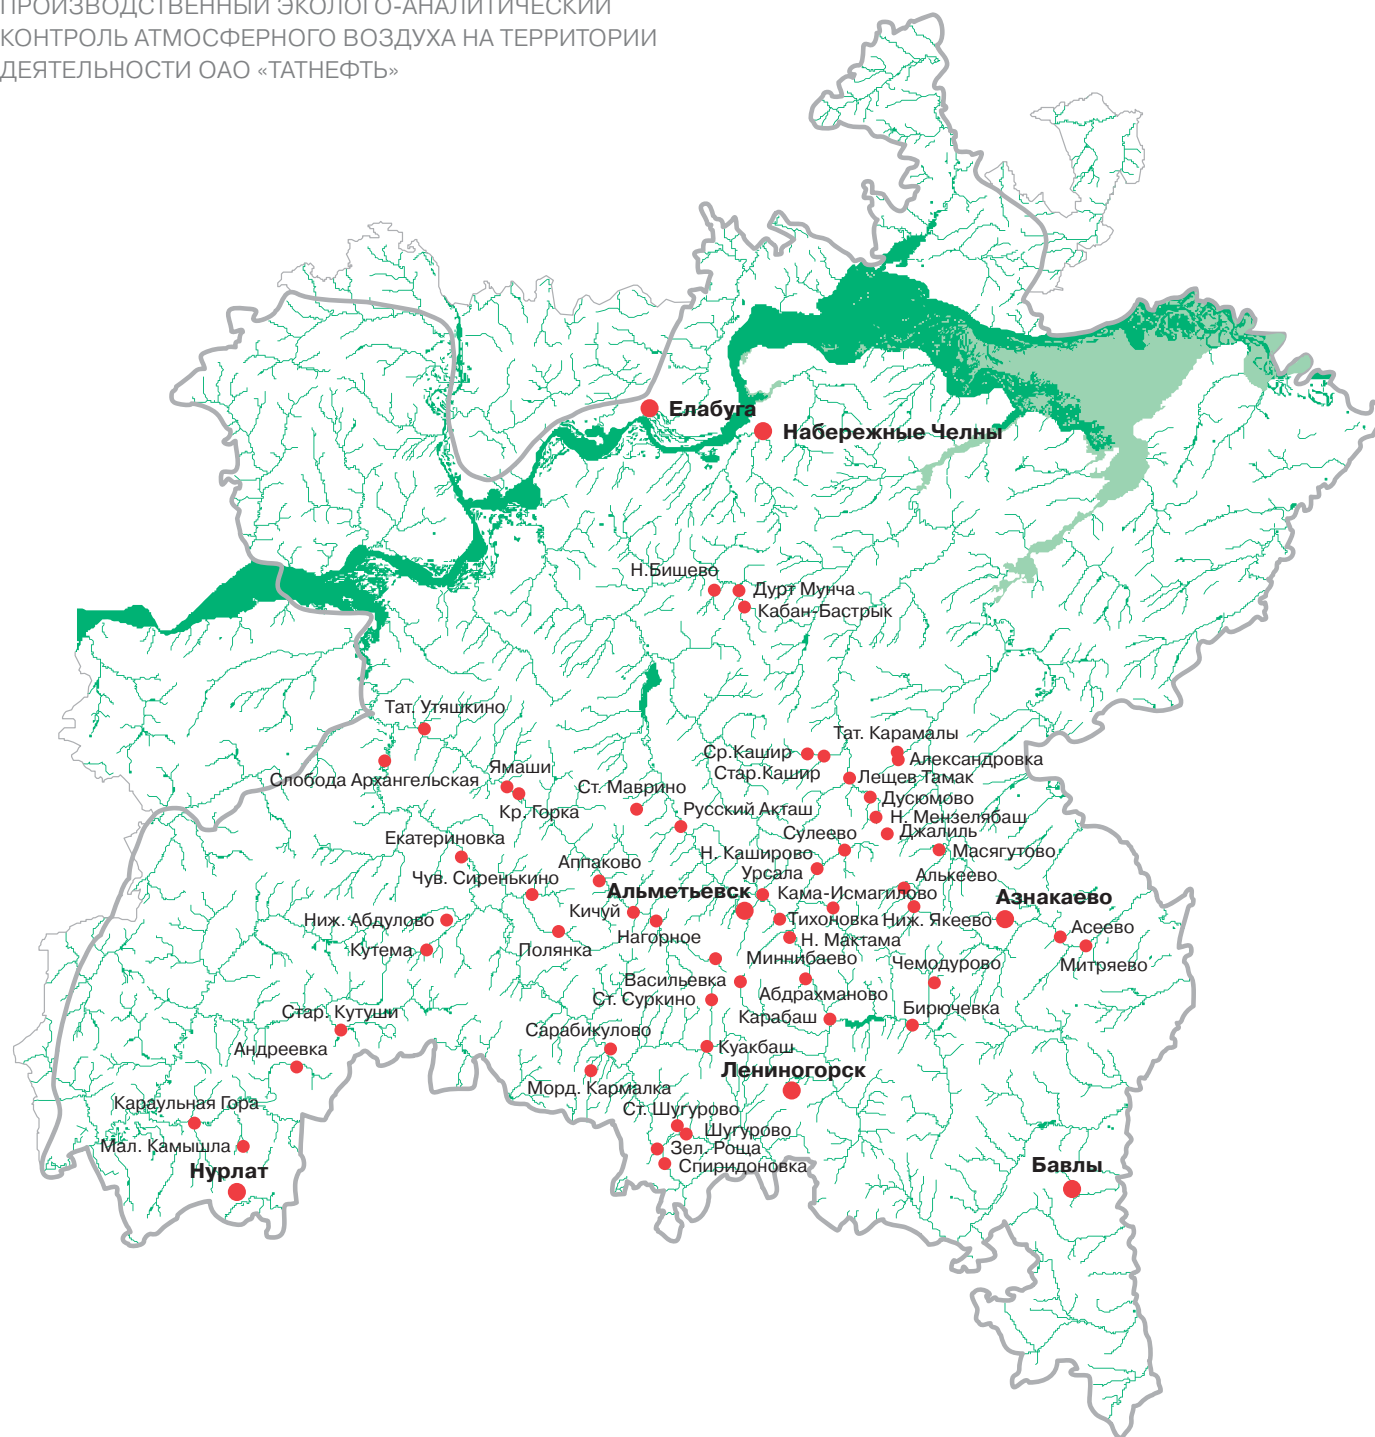 ПРОИЗВОДСТВЕННЫЙ ЭКОЛОГО-АНАЛИТИЧЕСКИЙ
КОНТРОЛЬ АТМОСФЕРНОГО ВОЗДУХА НА ТЕРРИТОРИИ
ДЕЯТЕЛЬНОСТИ ОАО «ТАТНЕФТЬ»
Елабуга
Набережные Челны
Н.Бишево
Дурт Мунча
Кабан-Бастрык
Тат. Утяшкино
Тат. Карамалы
Ср.Кашир
Александровка
Стар.Кашир
Слобода Архангельская
Ямаши
Лещев Тамак
Ст. Маврино
Дусюмово
Кр. Горка
Русский Акташ
Н. Мензелябаш
Сулеево
Джалиль
Екатериновка
Н. Каширово
Масягутово
Аппаково
Урсала
Алькеево
Чув. Сиренькино
Альметьевск
Кама-Исмагилово
Азнакаево
Кичуй
Ниж. Абдулово
Тихоновка
Ниж. Якеево
Асеево
Нагорное
Н. Мактама
Кутема
Полянка
Миннибаево
Чемодурово
Митряево
Васильевка
Абдрахманово
Ст. Суркино
Бирючевка
Стар. Кутуши
Карабаш
Сарабикулово
Андреевка
Куакбаш
Лениногорск
Морд. Кармалка
Караульная Гора
Ст. Шугурово
Шугурово
Мал. Камышла
Зел. Роща
Нурлат
Спиридоновка
Бавлы